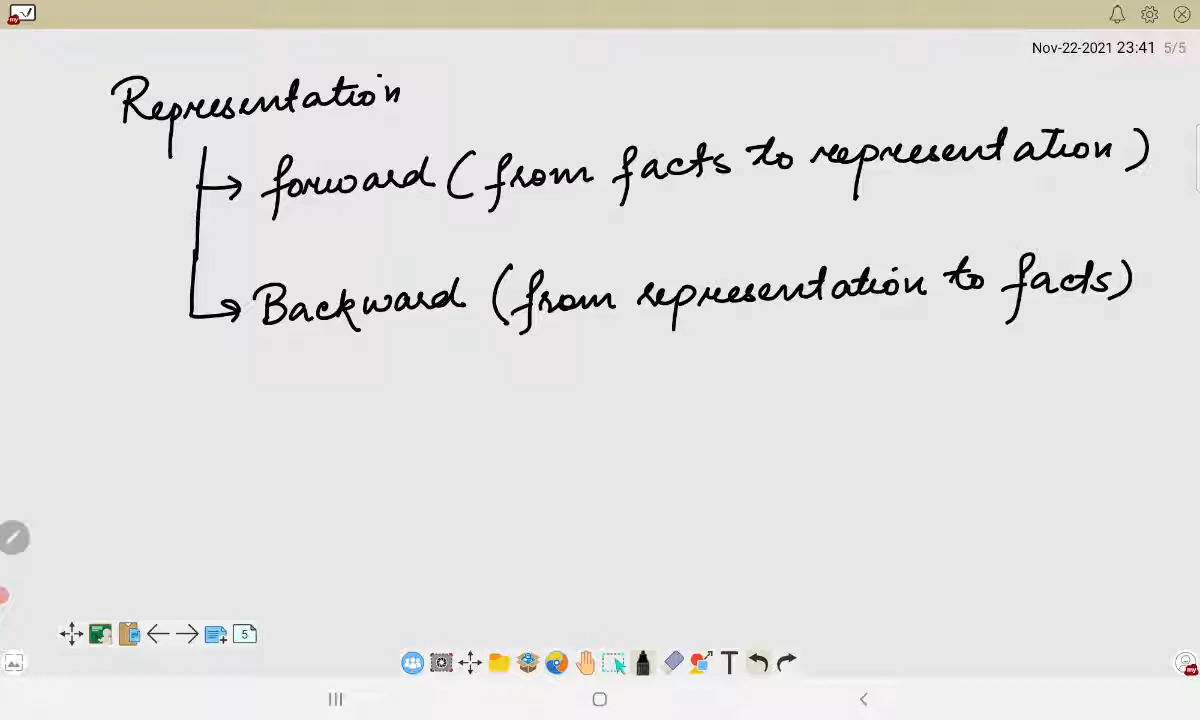 Nov-22-2021 23:41 5/5
Representation
forward (from facts to representation)
Backward (from representation to facts)
5
T